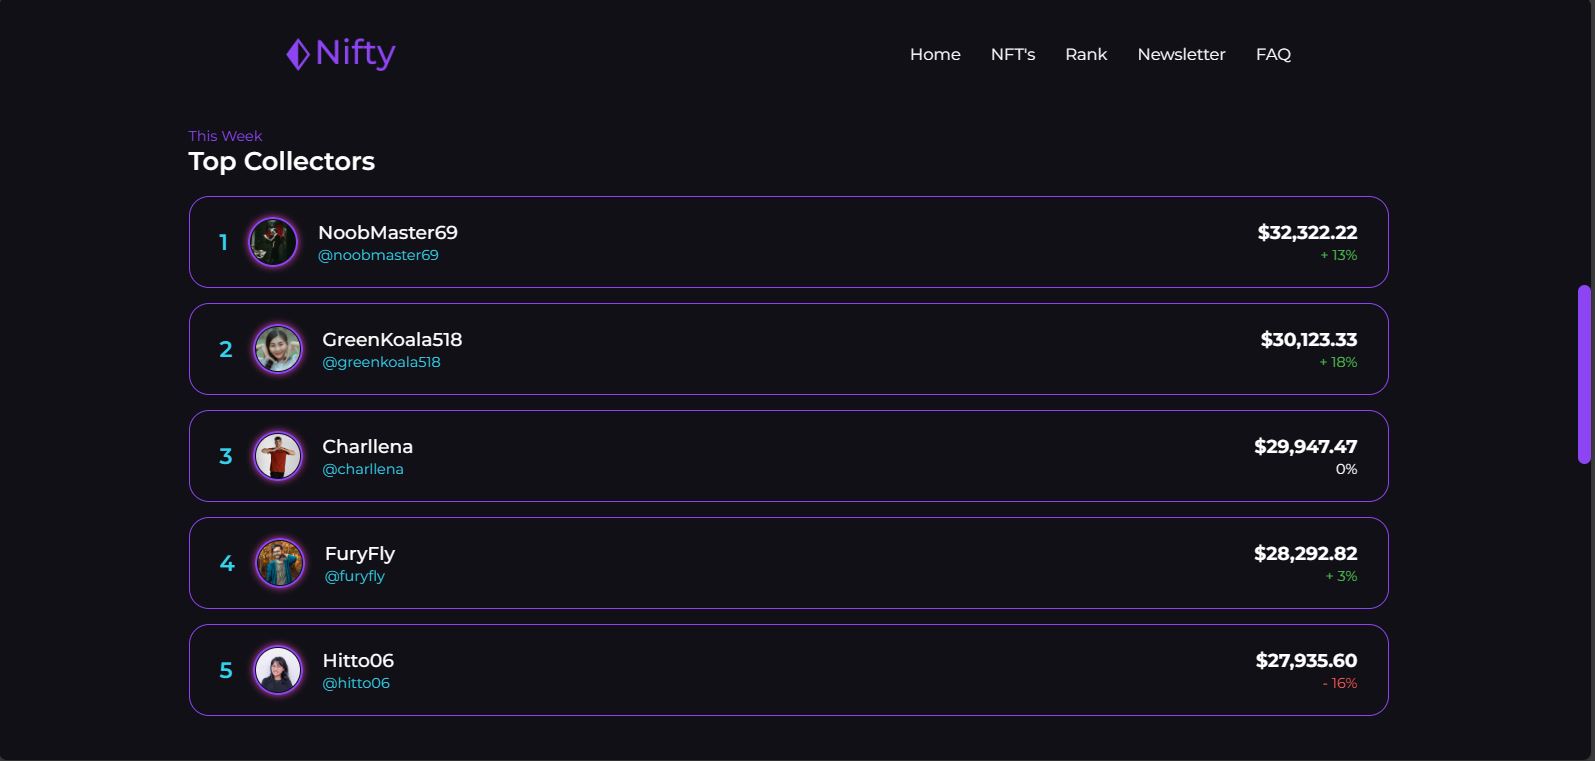 Nifty
Home NFT's Rank Newsletter FAQ
This Week
Top Collectors
1 NoobMaster69 $32,322.22
@noobmaster69 + 13%
2 GreenKoala518 $30,123.33
@greenkoala518 + 18%
3 Charllena $29,947.47
@charllena 0%
4 FuryFly $28,292.82
@furyfly + 3%
5 Hitto06 $27,935.60
@hitto06 - 16%